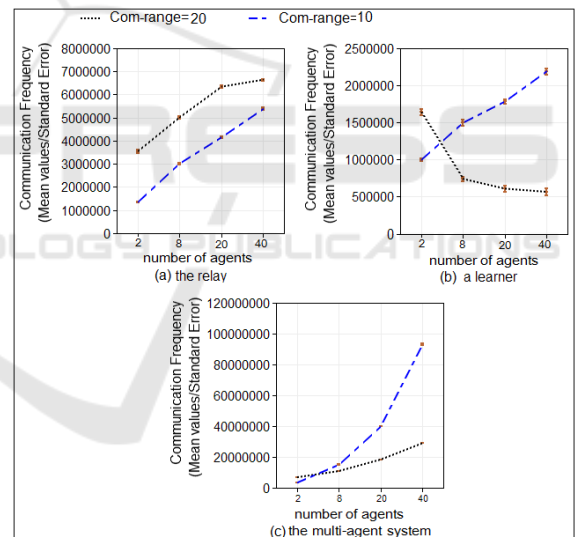 Com-range=20 Com-range=10
Communication Frequency
(Mean values/Standard Error)
8000000
7000000
6000000
5000000
4000000
3000000
2000000
1000000
0
2 8 20 40
number of agents
(a) the relay
Communication Frequency
(Mean values/Standard Error)
2500000
2000000
1500000
1000000
500000
0
2 8 20 40
number of agents
(b) a learner
Communication Frequency
(Mean values/Standard Error)
120000000
100000000
80000000
60000000
40000000
20000000
0
2 8 20 40
number of agents
(c) the multi-agent system
PRESS
OLOGY PUBLICATIONS